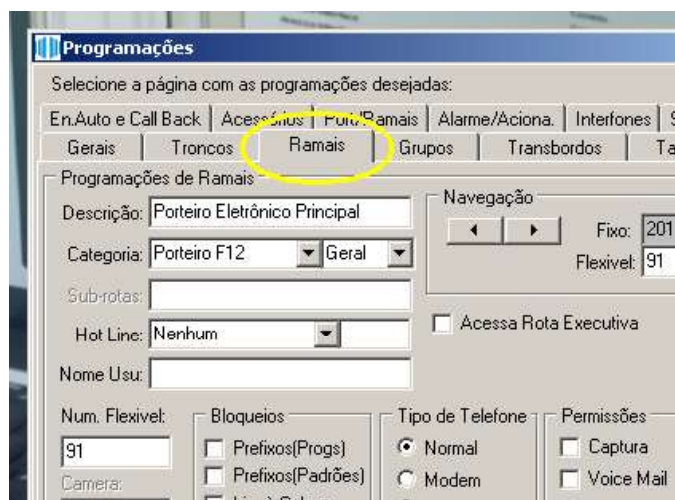 Programações
Selecione a página com as programações desejadas:
En.Auto e Call Back Acessórios Port/Ramais Alarme/Aciona. Interfones
Gerais Troncos Ramais Grupos Transbordos
Programações de Ramais
Navegação
Descrição: Porteiro Eletrônico Principal
Fixo: 201
Categoria: Porteiro F12 Geral
Flexivel: 91
Sub-rotas:
Hot Line: Nenhum
Acessa Rota Executiva
Nome Usu:
Num. Flexivel: Bloqueios Tipo de Telefone Permissões
91 Prefixos(Progs) Normal Captura
Camera: Prefixos(Padrões) Modem Voice Mail